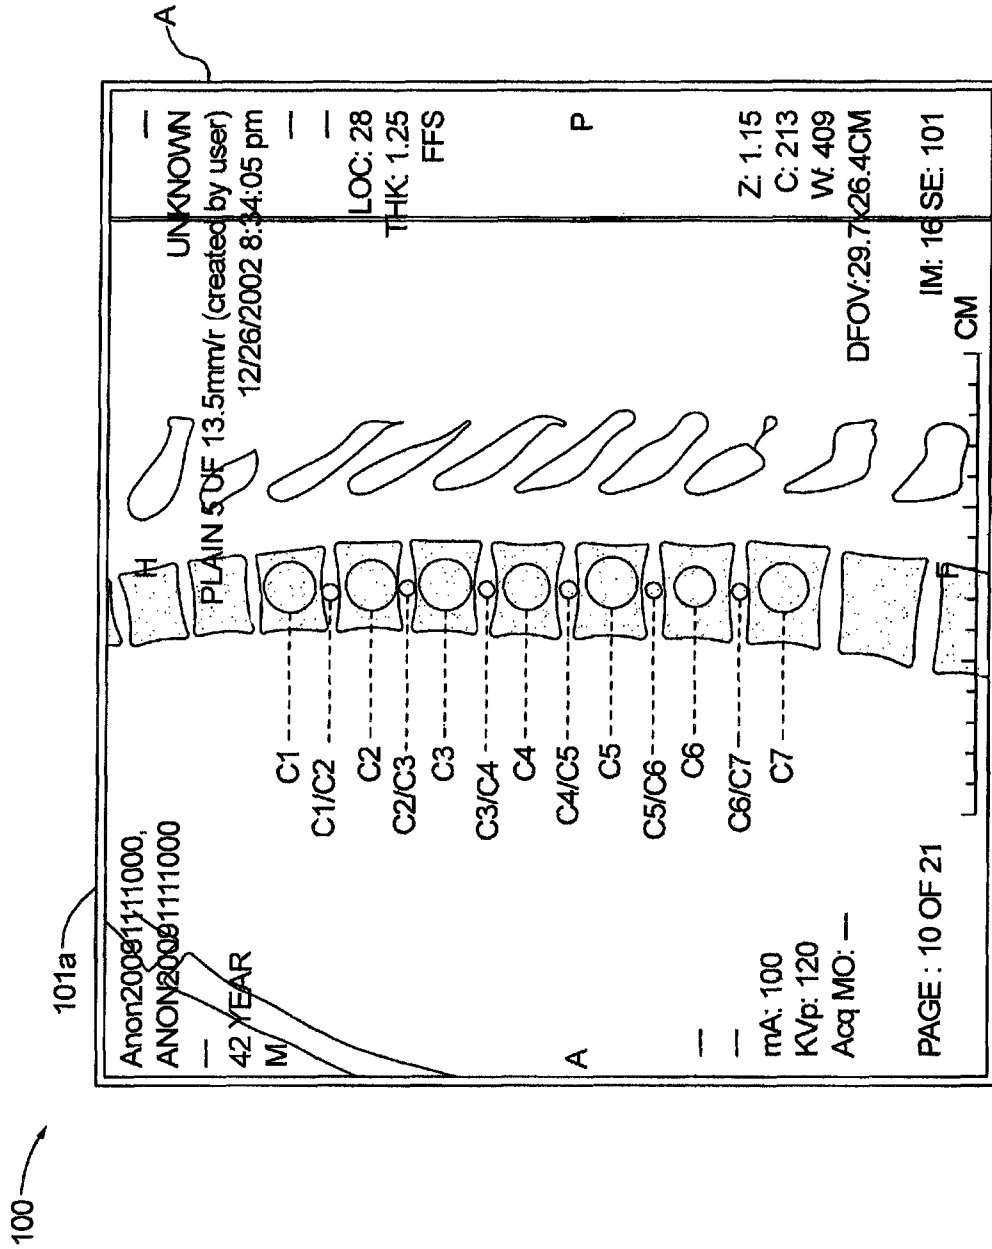 100
101a
A
Anon20091111000,
ANON20091111000
—
42 YEAR
M
H
UNKNOWN
PLAIN 5 OF 13.5mm/r (created by user)
12/26/2002 8:34:05 pm
—
—
—
LOC: 28
THK: 1.25
FFS
C1
C1/C2
C2
C2/C3
C3
C3/C4
C4
C4/C5
C5
C5/C6
C6
C6/C7
C7
A
P
—
—
mA: 100
KVp: 120
Acq MO: —
Z: 1.15
C: 213
W: 409
DFOV:29.7x26.4CM
F
IM: 16 SE: 101
PAGE : 10 OF 21
CM